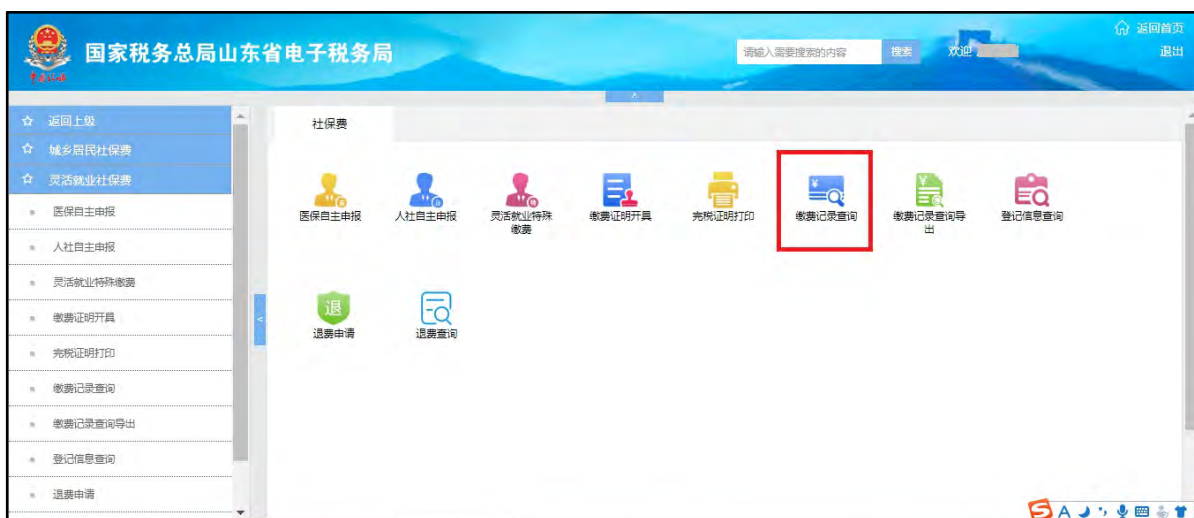 返回首页
国家税务总局山东省电子税务局
请输入需要搜索的内容
搜索
欢迎
退出
返回上级
城乡居民社保费
灵活就业社保费
医保自主申报
人社自主申报
灵活就业特殊缴费
缴费证明开具
完税证明打印
缴费记录查询
缴费记录查询导出
登记信息查询
退费申请
社保费
医保自主申报
人社自主申报
灵活就业特殊
缴费
缴费证明开具
完税证明打印
缴费记录查询
缴费记录查询导
出
登记信息查询
退
退费申请
退费查询